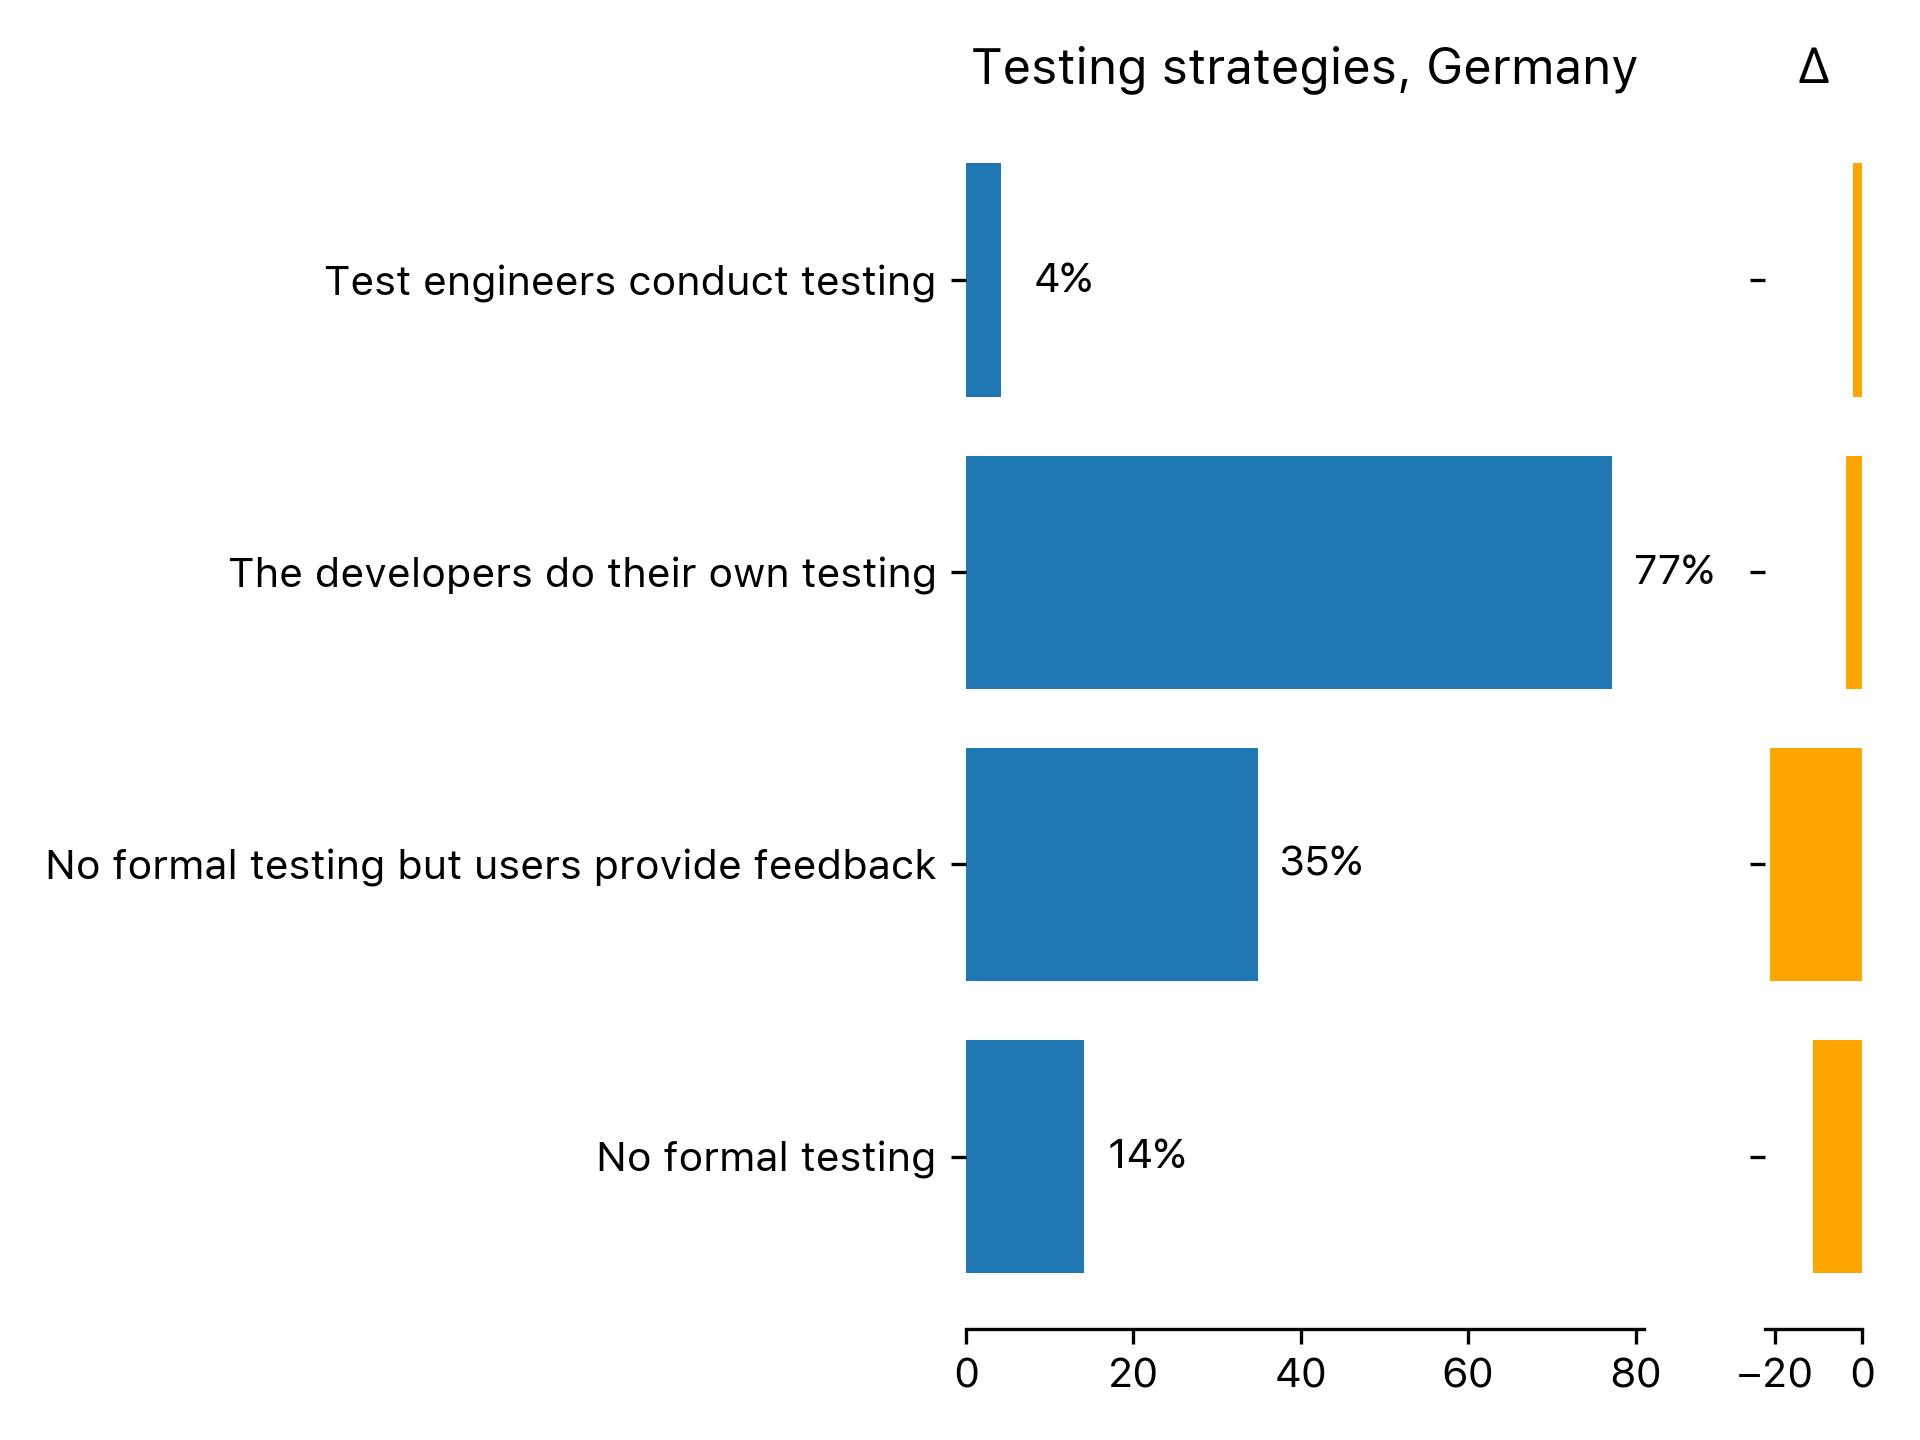 Testing strategies, Germany
Δ
Test engineers conduct testing
4%
The developers do their own testing
77%
No formal testing but users provide feedback
35%
No formal testing
14%
0 20 40 60 80
−20 0